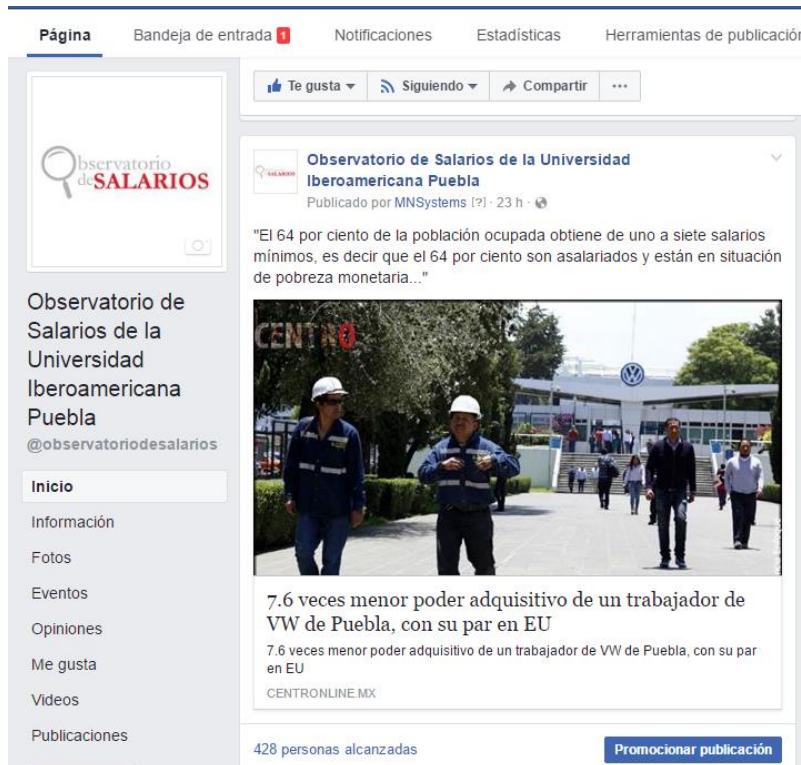 Página Bandeja de entrada 1 Notificaciones Estadísticas Herramientas de publicación
Te gusta Siguiendo Compartir ...
Observatorio
de SALARIOS
Observatorio de
Salarios de la
Universidad
Iberoamericana
Puebla
@observatoriodesalarios
Inicio
Información
Fotos
Eventos
Opiniones
Me gusta
Videos
Publicaciones
Observatorio de Salarios de la Universidad
Iberoamericana Puebla
Publicado por MNSystems [?] · 23 h ·
"El 64 por ciento de la población ocupada obtiene de uno a siete salarios
mínimos, es decir que el 64 por ciento son asalariados y están en situación
de pobreza monetaria..."
CENTRO
7.6 veces menor poder adquisitivo de un trabajador de
VW de Puebla, con su par en EU
7.6 veces menor poder adquisitivo de un trabajador de VW de Puebla, con su par
en EU
CENTRONLINE.MX
428 personas alcanzadas
Promocionar publicación